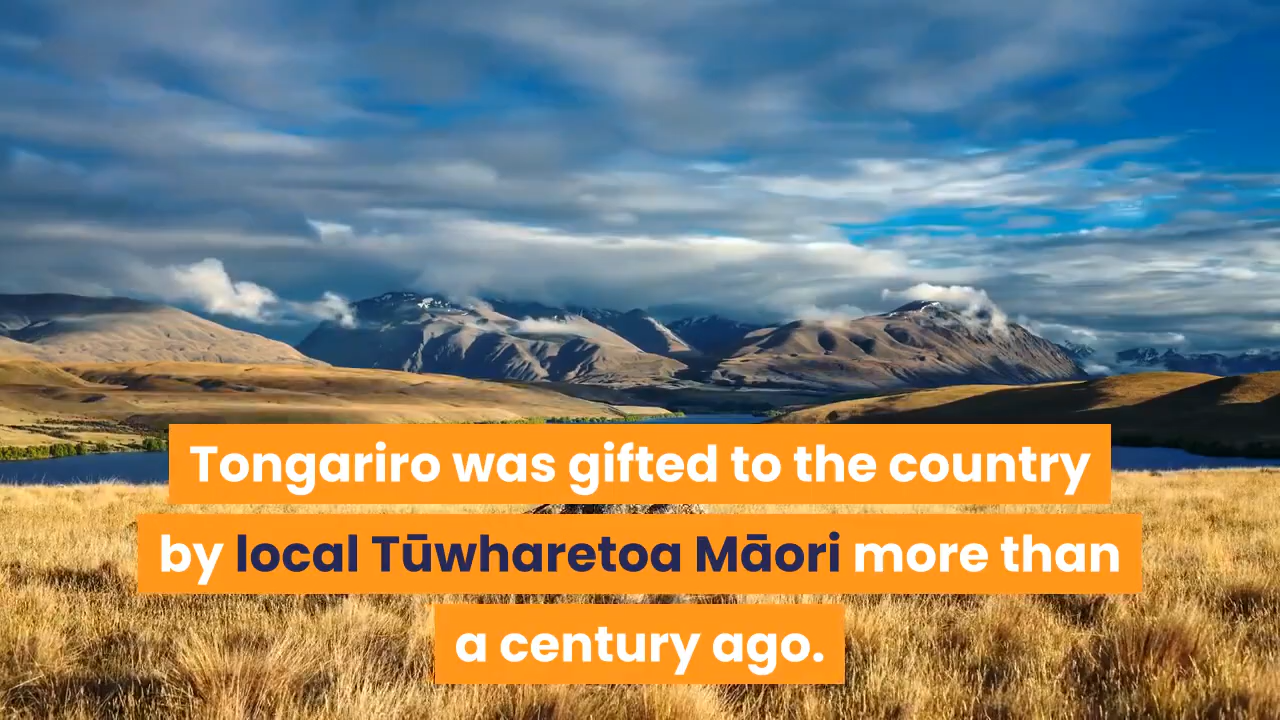 Tongariro was gifted to the country
by local Tūwharetoa Māori more than
a century ago.